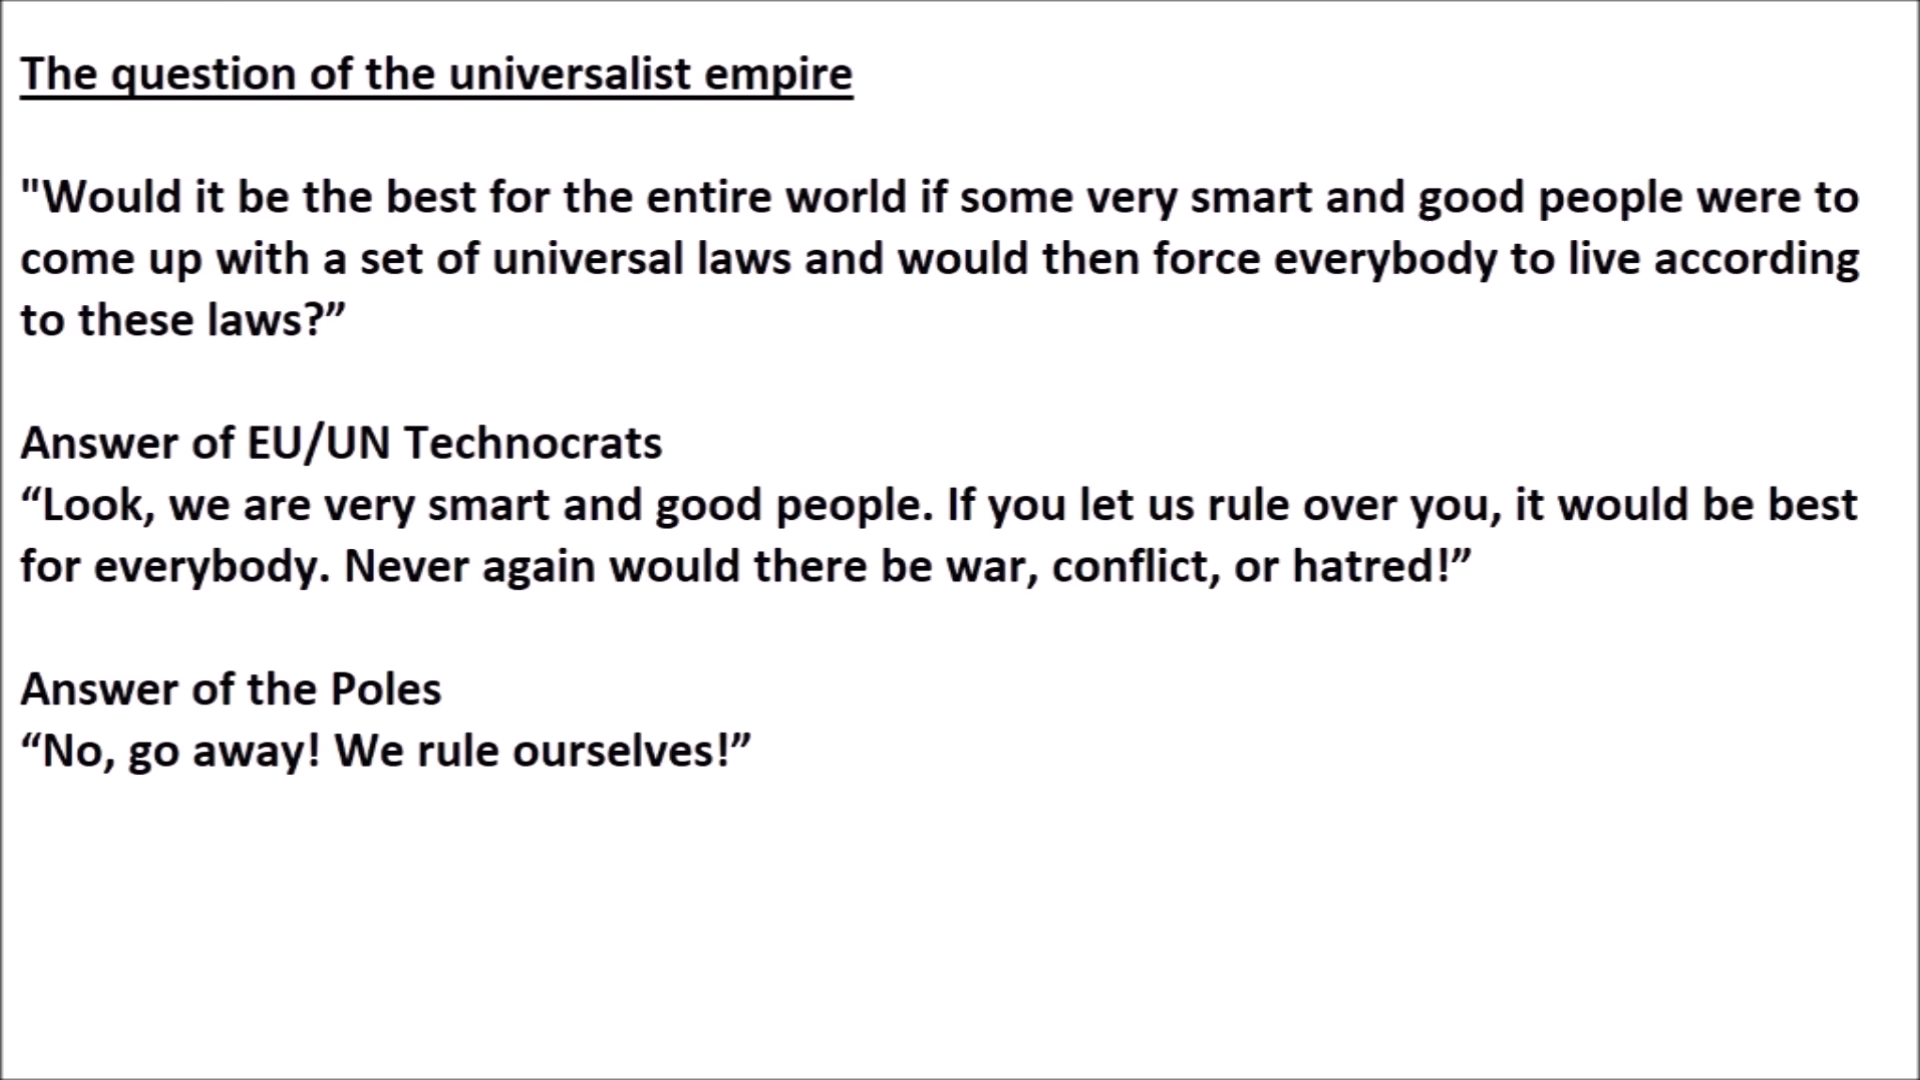 The question of the universalist empire
"Would it be the best for the entire world if some very smart and good people were to
come up with a set of universal laws and would then force everybody to live according
to these laws?”
Answer of EU/UN Technocrats
“Look, we are very smart and good people. If you let us rule over you, it would be best
for everybody. Never again would there be war, conflict, or hatred!”
Answer of the Poles
“No, go away! We rule ourselves!”